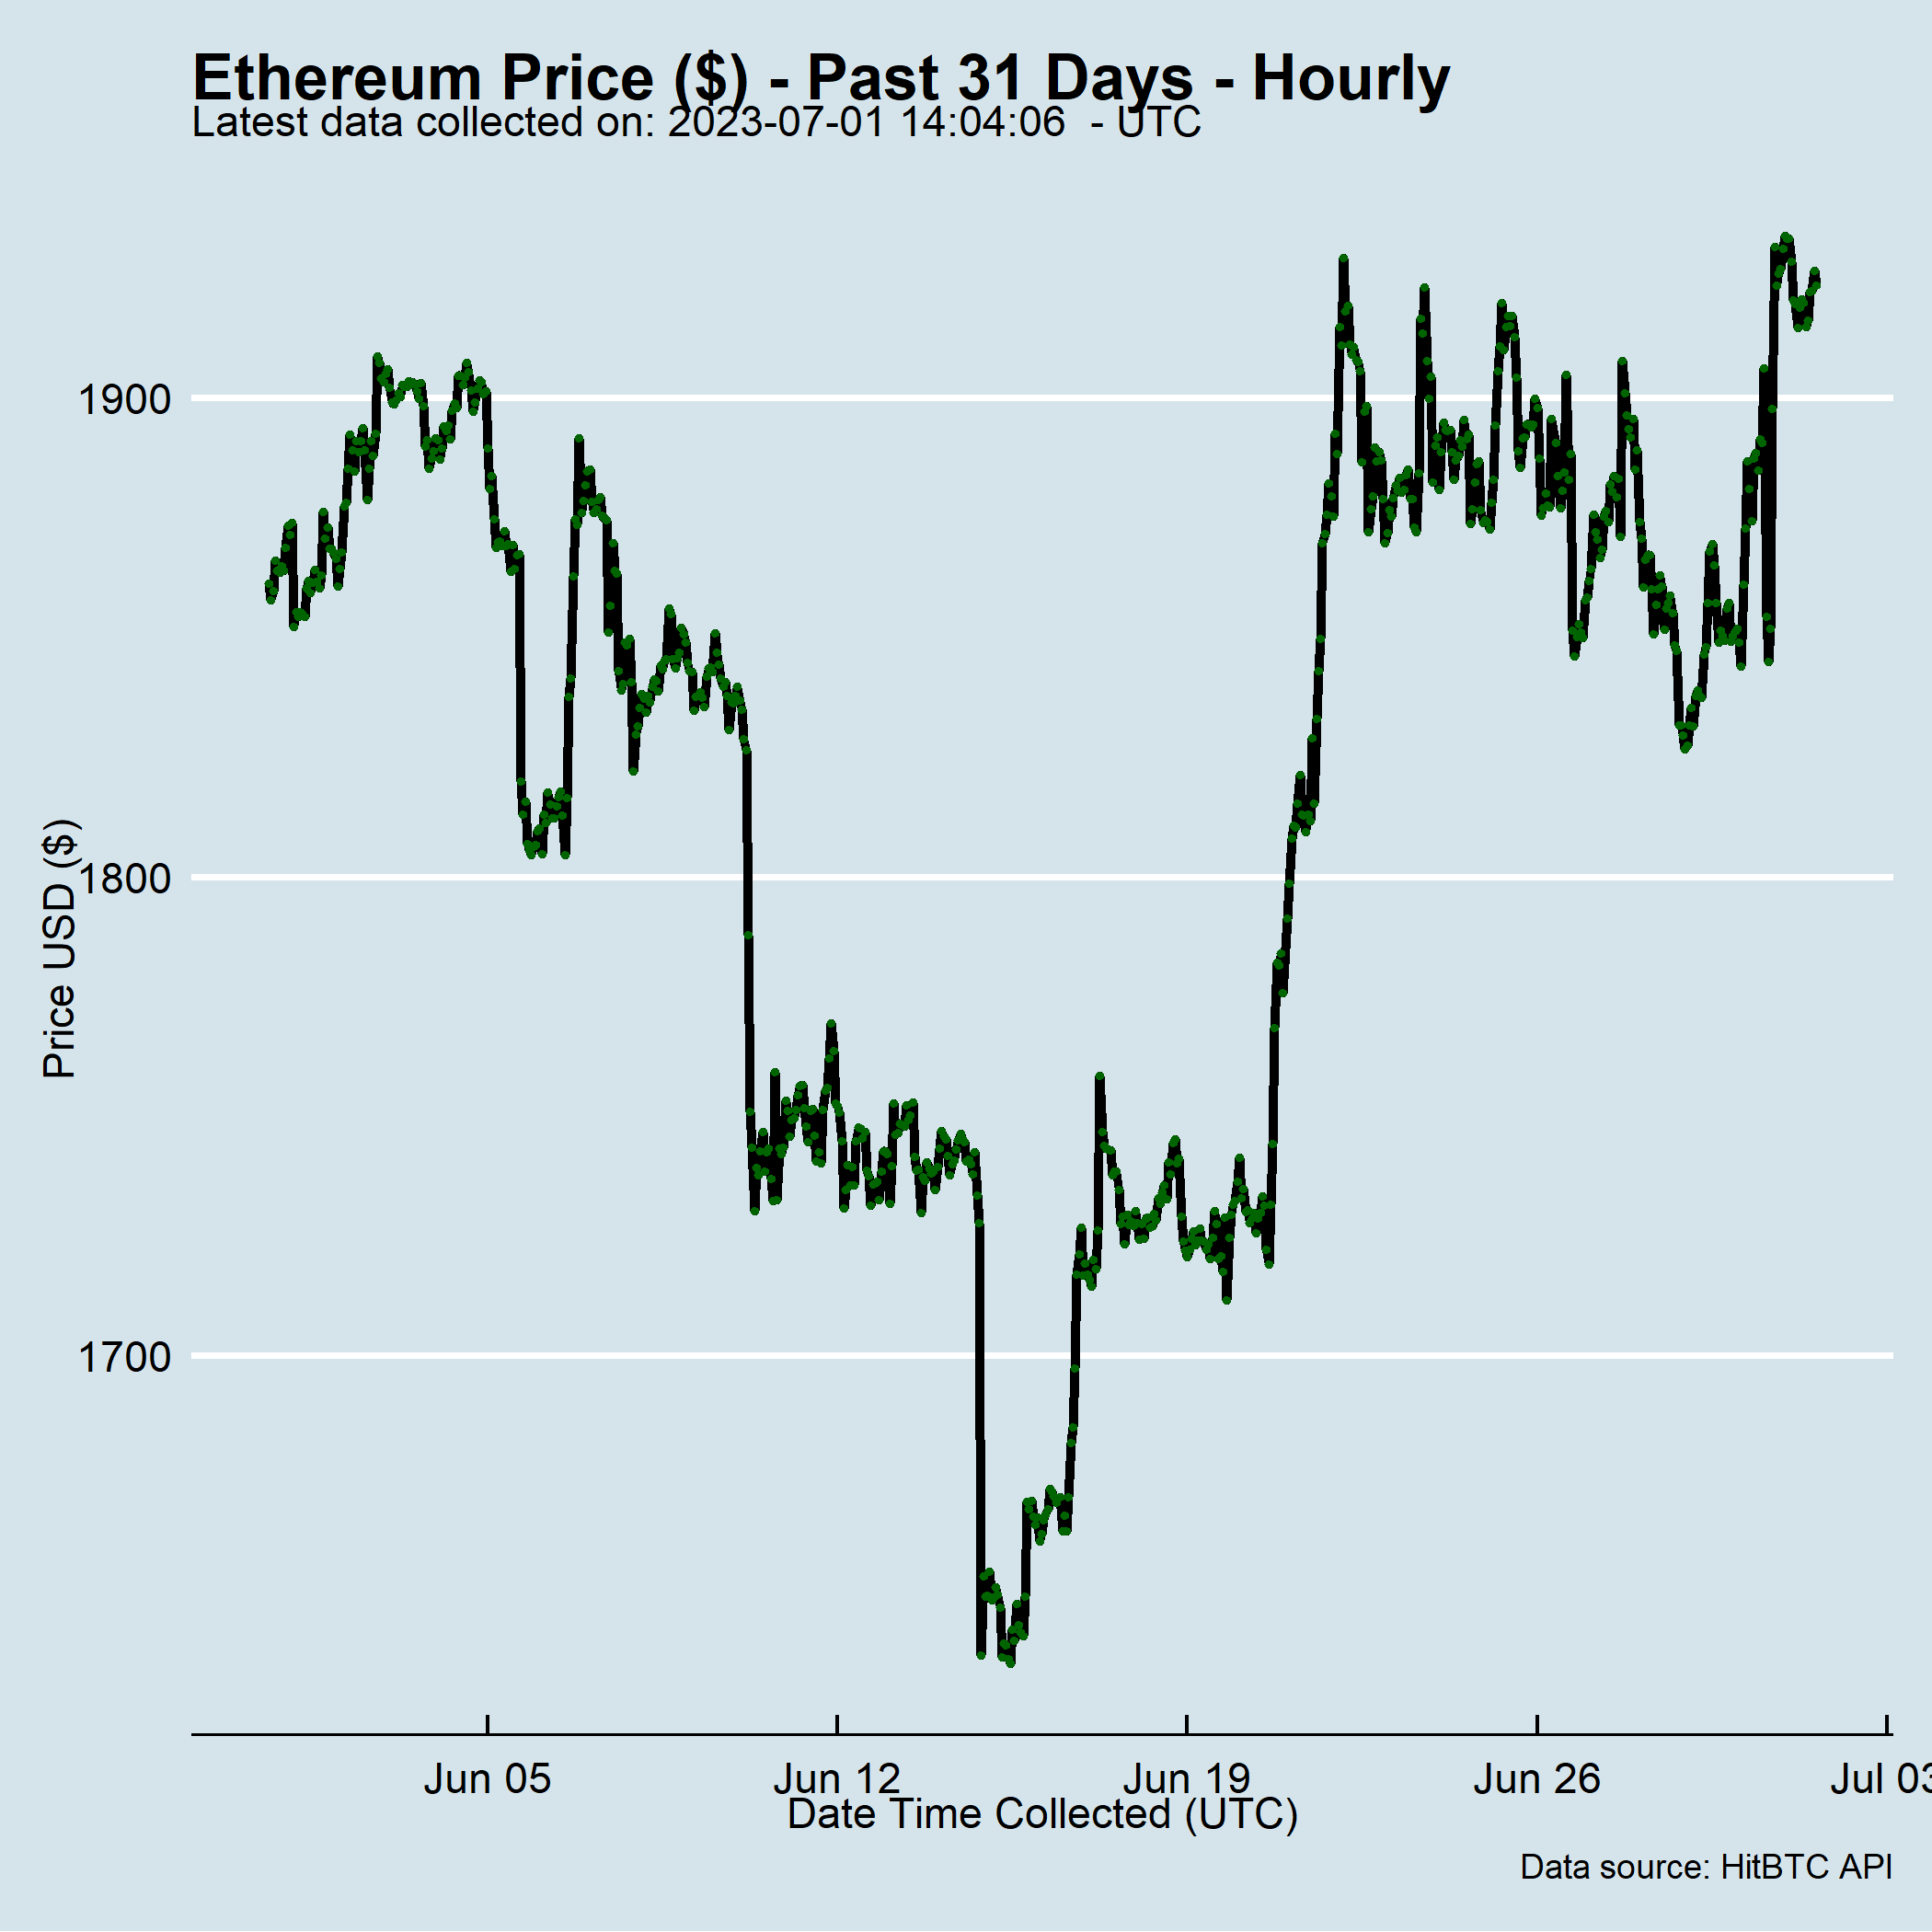 Ethereum Price ($) - Past 31 Days - Hourly
Latest data collected on: 2023-07-01 14:04:06  - UTC
Price USD ($)
1900
1800
1700
Jun 05 Jun 12 Jun 19 Jun 26 Jul 03
Date Time Collected (UTC)
Data source: HitBTC API